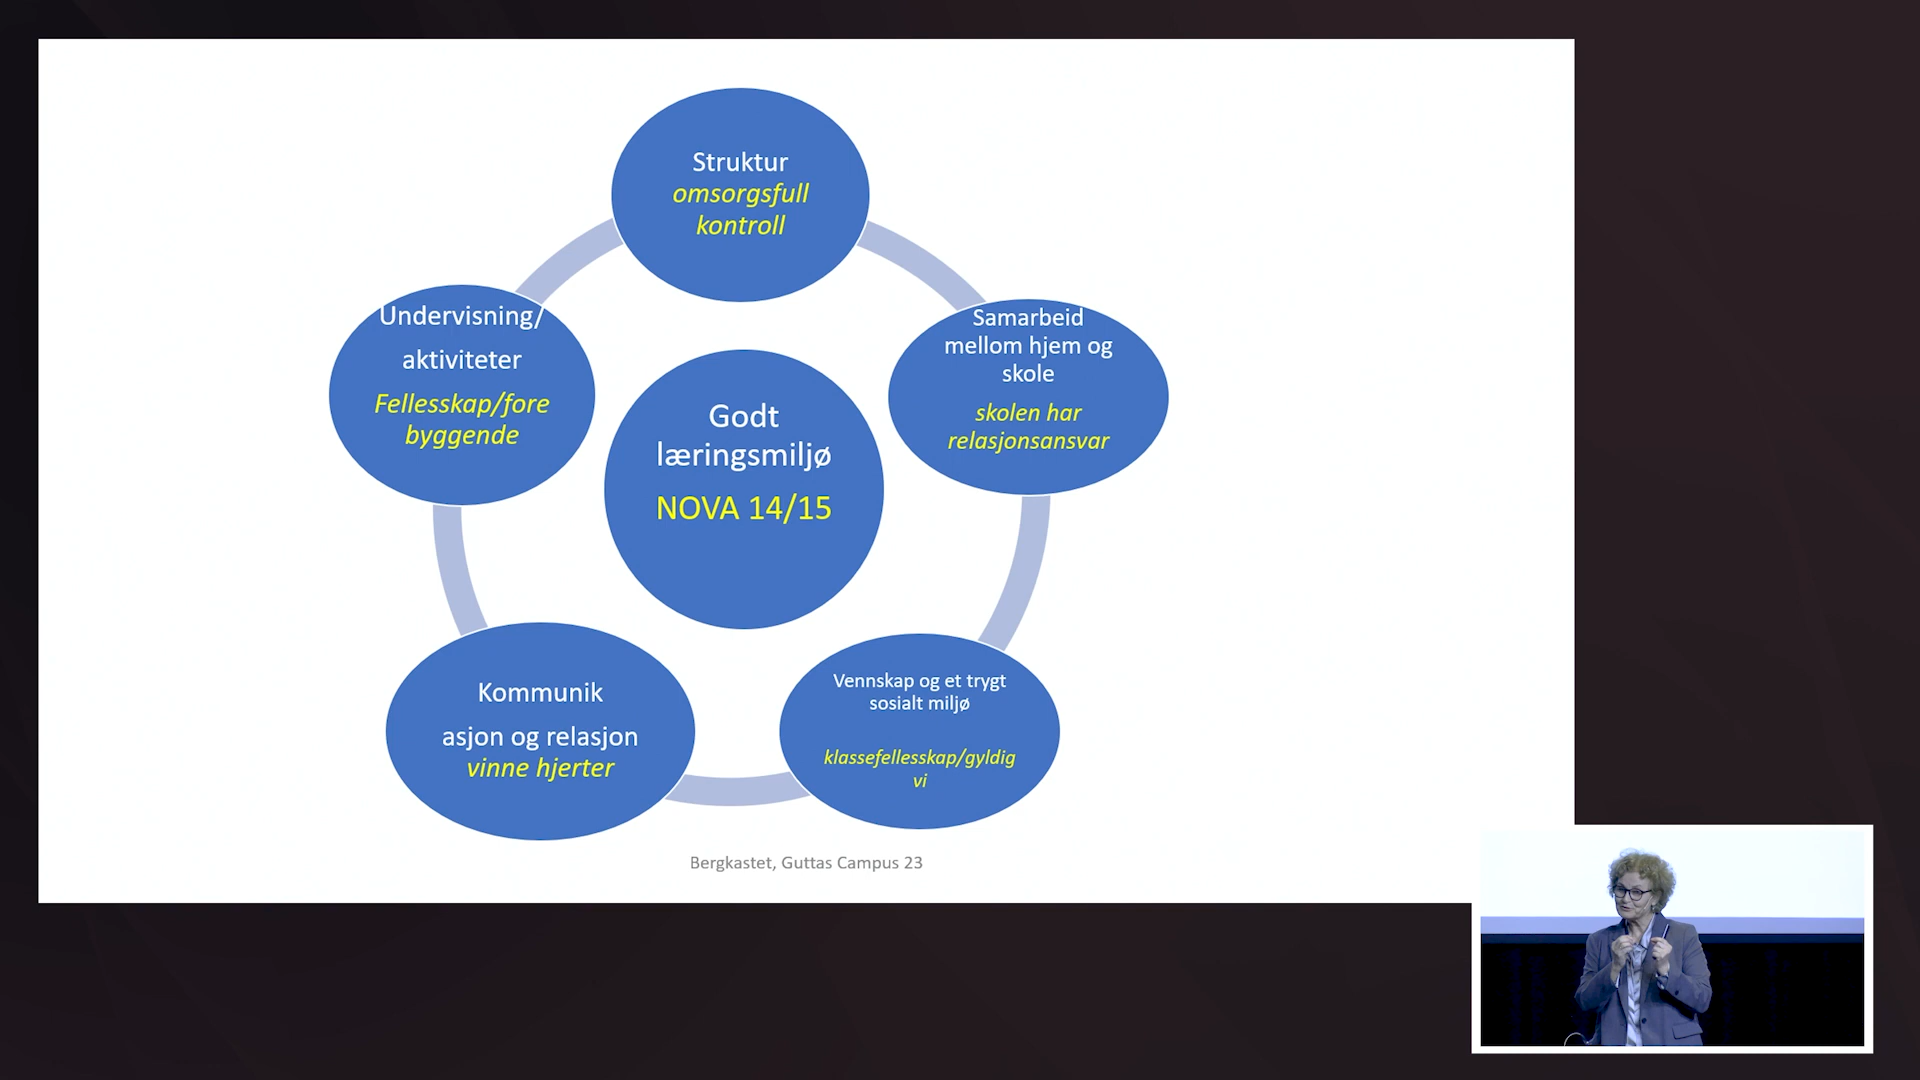 Struktur
omsorgsfull
kontroll
Undervisning/
aktiviteter
Fellesskap/fore
byggende
Samarbeid
mellom hjem og
skole
skolen har
relasjonsansvar
Godt
læringsmiljø
NOVA 14/15
Kommunik
asjon og relasjon
vinne hjerter
Vennskap og et trygt
sosialt miljø
klassefellesskap/gyldig
vi
Bergkastet, Guttas Campus 23